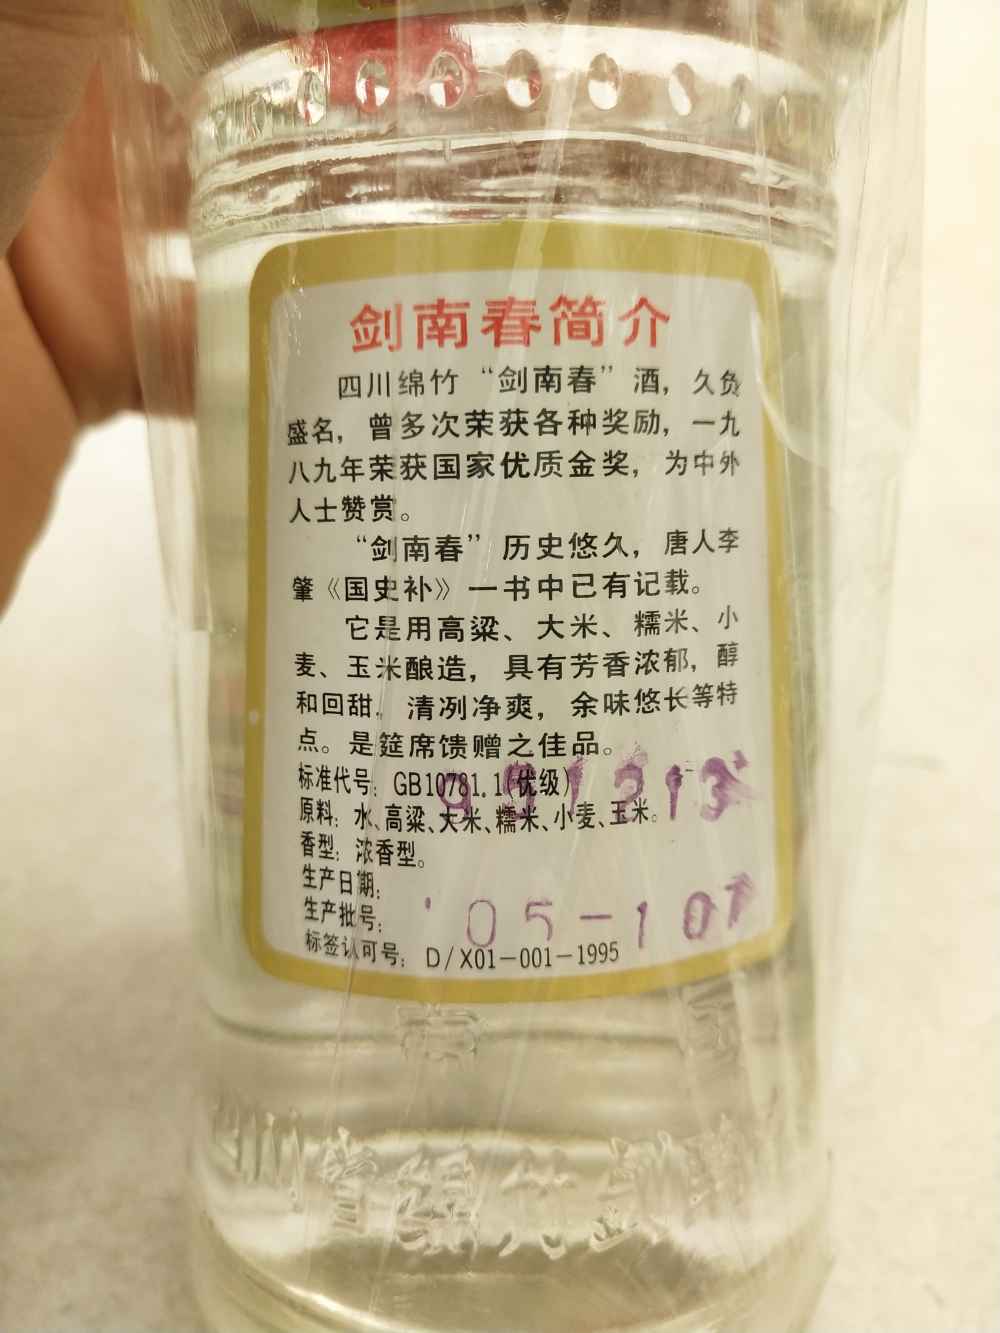 剑南春简介
四川绵竹“剑南春”酒，久负
盛名，曾多次荣获各种奖励，一九
八九年荣获国家优质金奖，为中外
人士赞赏。
“剑南春”历史悠久，唐人李
肇《国史补》一书中已有记载。
它是用高粱、大米、糯米、小
麦、玉米酿造，具有芳香浓郁，醇
和回甜，清冽净爽，余味悠长等特
点。是筵席馈赠之佳品。
标准代号：GB10781.1(优级)
991213
原料：水、高粱、大米、糯米、小麦、玉米。
香型：浓香型。
生产日期：
生产批号：
05-107
标签认可号：D/X01-001-1995